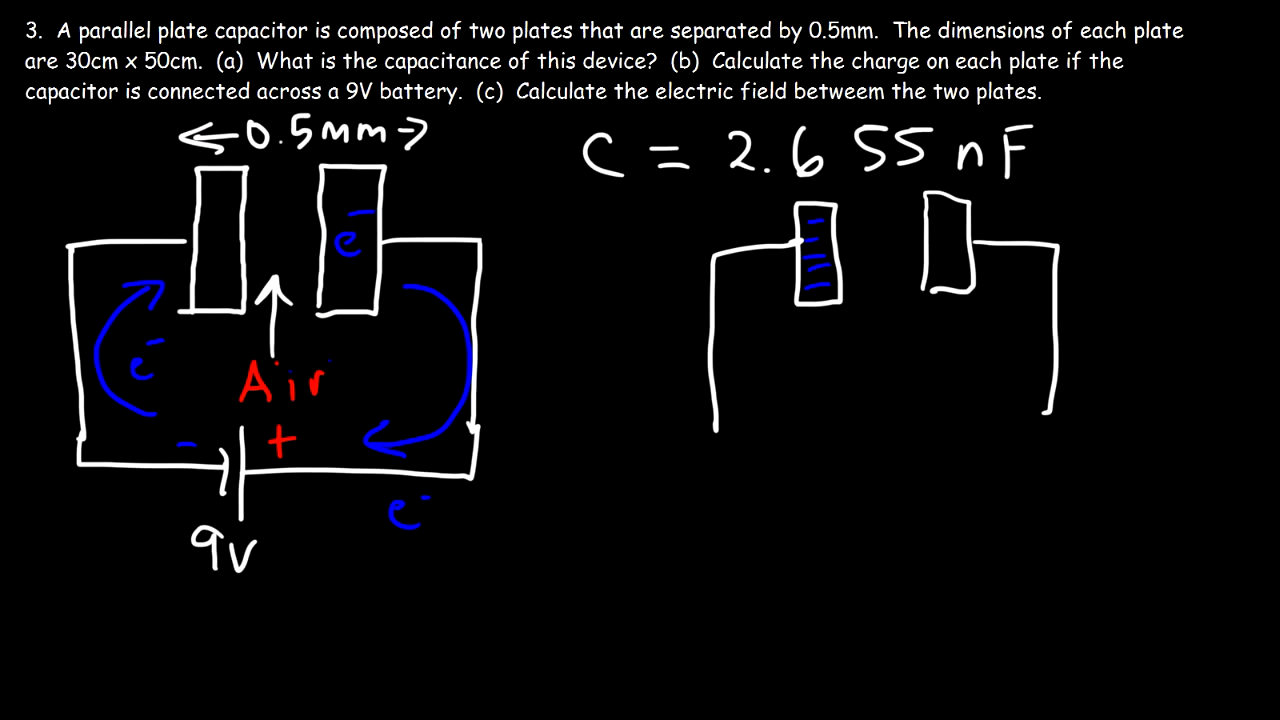 3. A parallel plate capacitor is composed of two plates that are separated by 0.5mm. The dimensions of each plate
are 30cm x 50cm. (a) What is the capacitance of this device? (b) Calculate the charge on each plate if the
capacitor is connected across a 9V battery. (c) Calculate the electric field betweem the two plates.
0.5mm
C = 2.655 nF
e⁻
e⁻
Air
- +
e⁻
9V